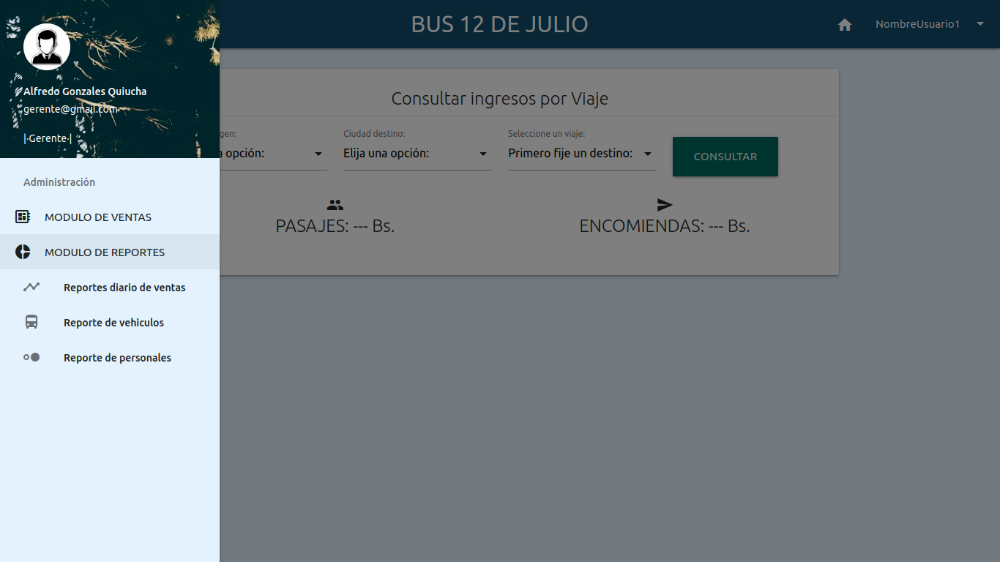 BUS 12 DE JULIO
NombreUsuario1
Alfredo Gonzales Quiucha
gerente@gmail.com
|·Gerente·|
Administración
MODULO DE VENTAS
MODULO DE REPORTES
Reportes diario de ventas
Reporte de vehiculos
Reporte de personales
Consultar ingresos por Viaje
gen:
Ciudad destino:
Seleccione un viaje:
a opción:
Elija una opción:
Primero fije un destino:
CONSULTAR
PASAJES: --- Bs.
ENCOMIENDAS: --- Bs.